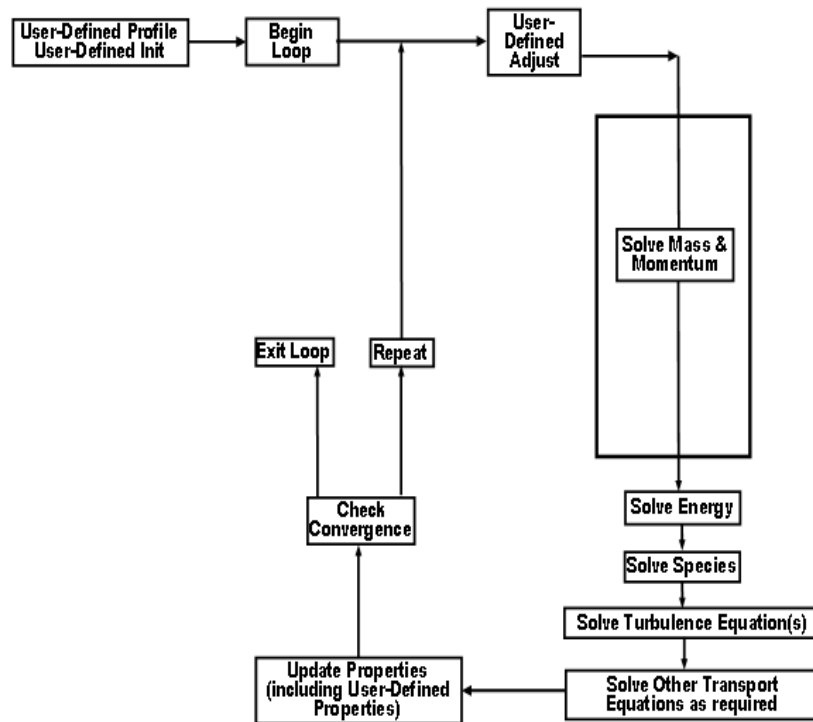 User-Defined Profile
User-Defined Init
Begin
Loop
User-
Defined
Adjust
Solve Mass &
Momentum
Exit Loop
Repeat
Solve Energy
Check
Convergence
Solve Species
Solve Turbulence Equation(s)
Update Properties
(including User-Defined
Properties)
Solve Other Transport
Equations as required